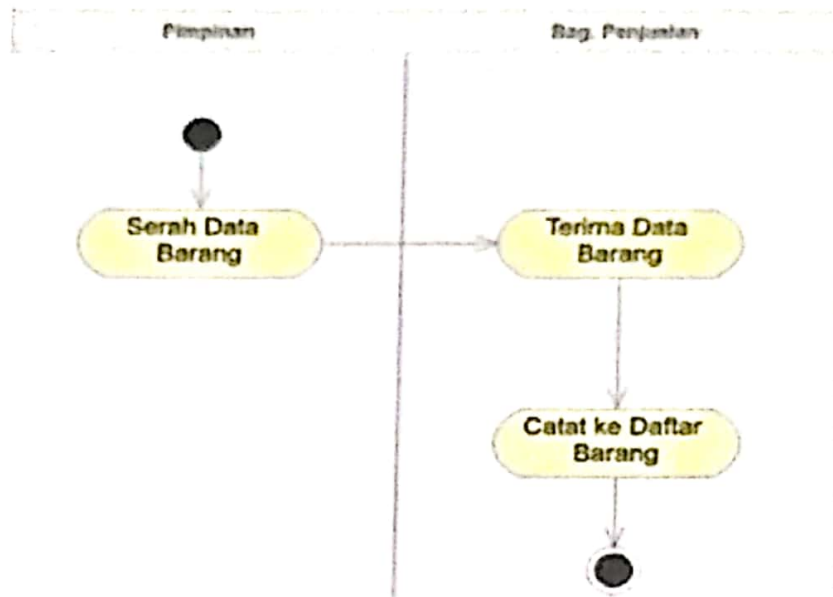 Pimpinan
Bag. Penjualan
Serah Data
Barang
Terima Data
Barang
Catat ke Daftar
Barang